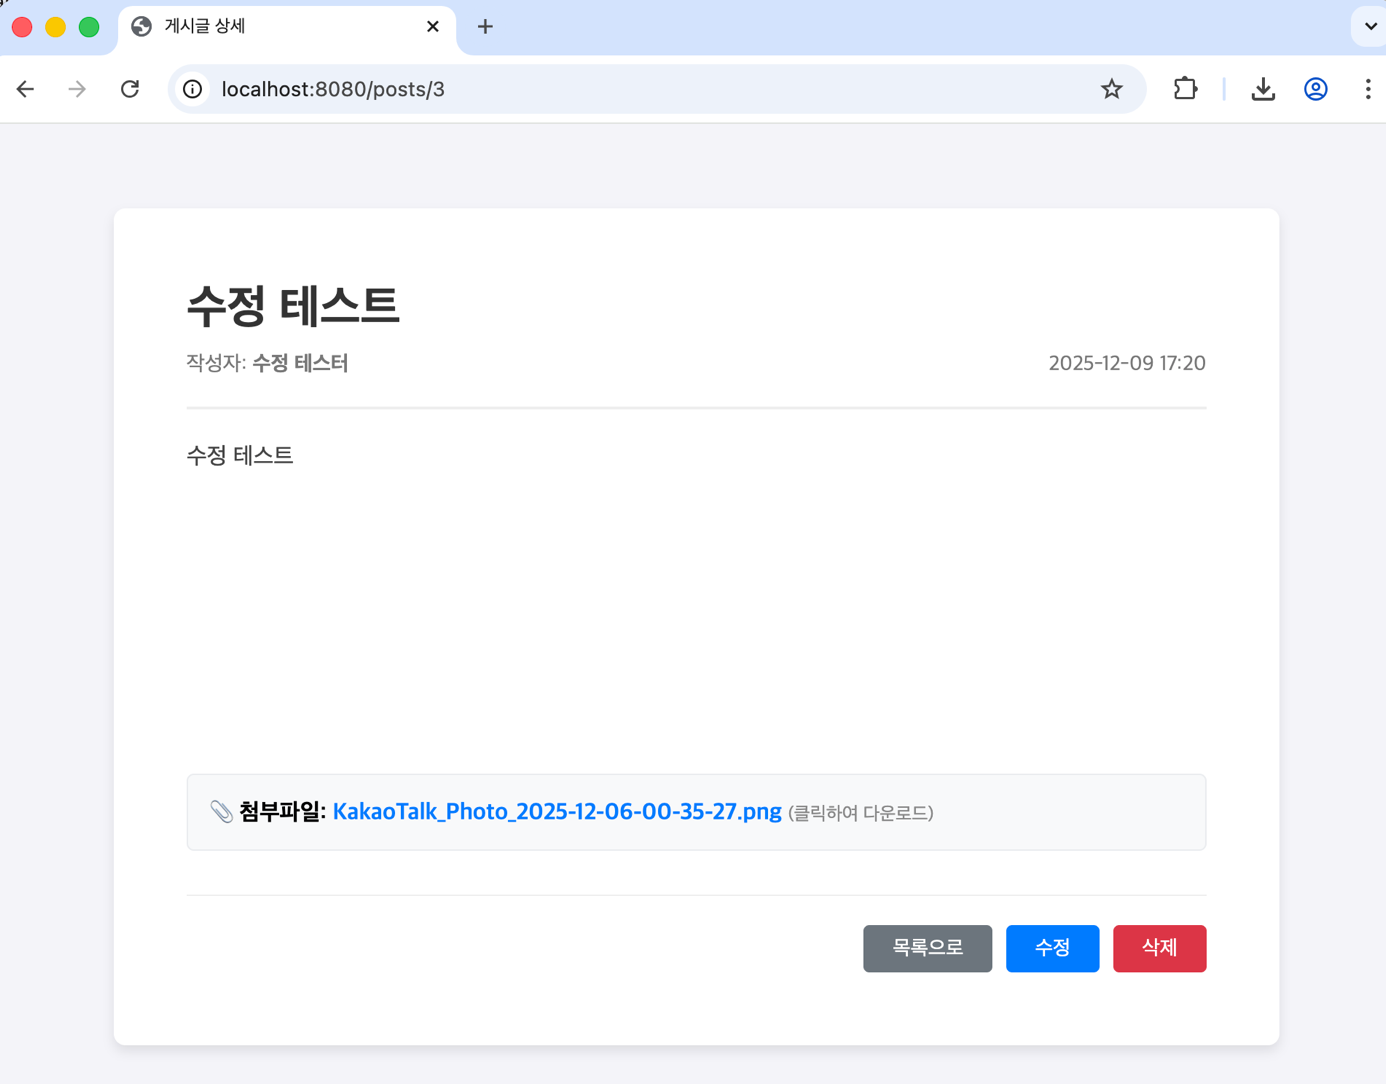 게시글 상세
localhost:8080/posts/3
수정 테스트
작성자: 수정 테스터
2025-12-09 17:20
수정 테스트
첨부파일: KakaoTalk_Photo_2025-12-06-00-35-27.png (클릭하여 다운로드)
목록으로
수정
삭제